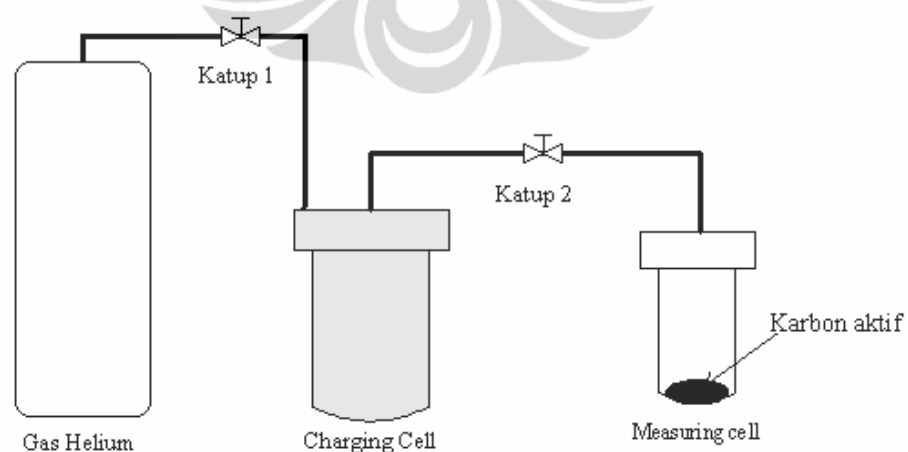 Katup 1
Katup 2
Karbon aktif
Gas Helium
Charging Cell
Measuring cell